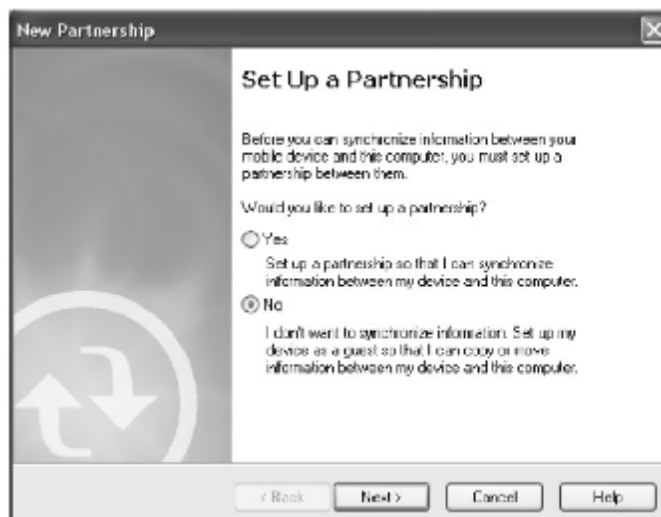 New Partnership
Set Up a Partnership
Before you can synchronize information between your
mobile device and this computer, you must set up a
partnership between them.
Would you like to set up a partnership?
Yes
Set up a partnership so that I can synchronize
information between my device and this computer.
No
I don't want to synchronize information. Set up my
device as a guest so that I can copy or move
information between my device and this computer.
< Back Next > Cancel Help